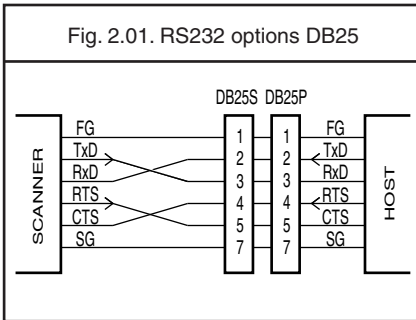 Fig. 2.01. RS232 options DB25
DB25S DB25P
FG 1 1 FG
TxD 2 2 TxD
RxD 3 3 RxD
RTS 4 4 RTS
CTS 5 5 CTS
SG 7 7 SG
SCANNER
HOST